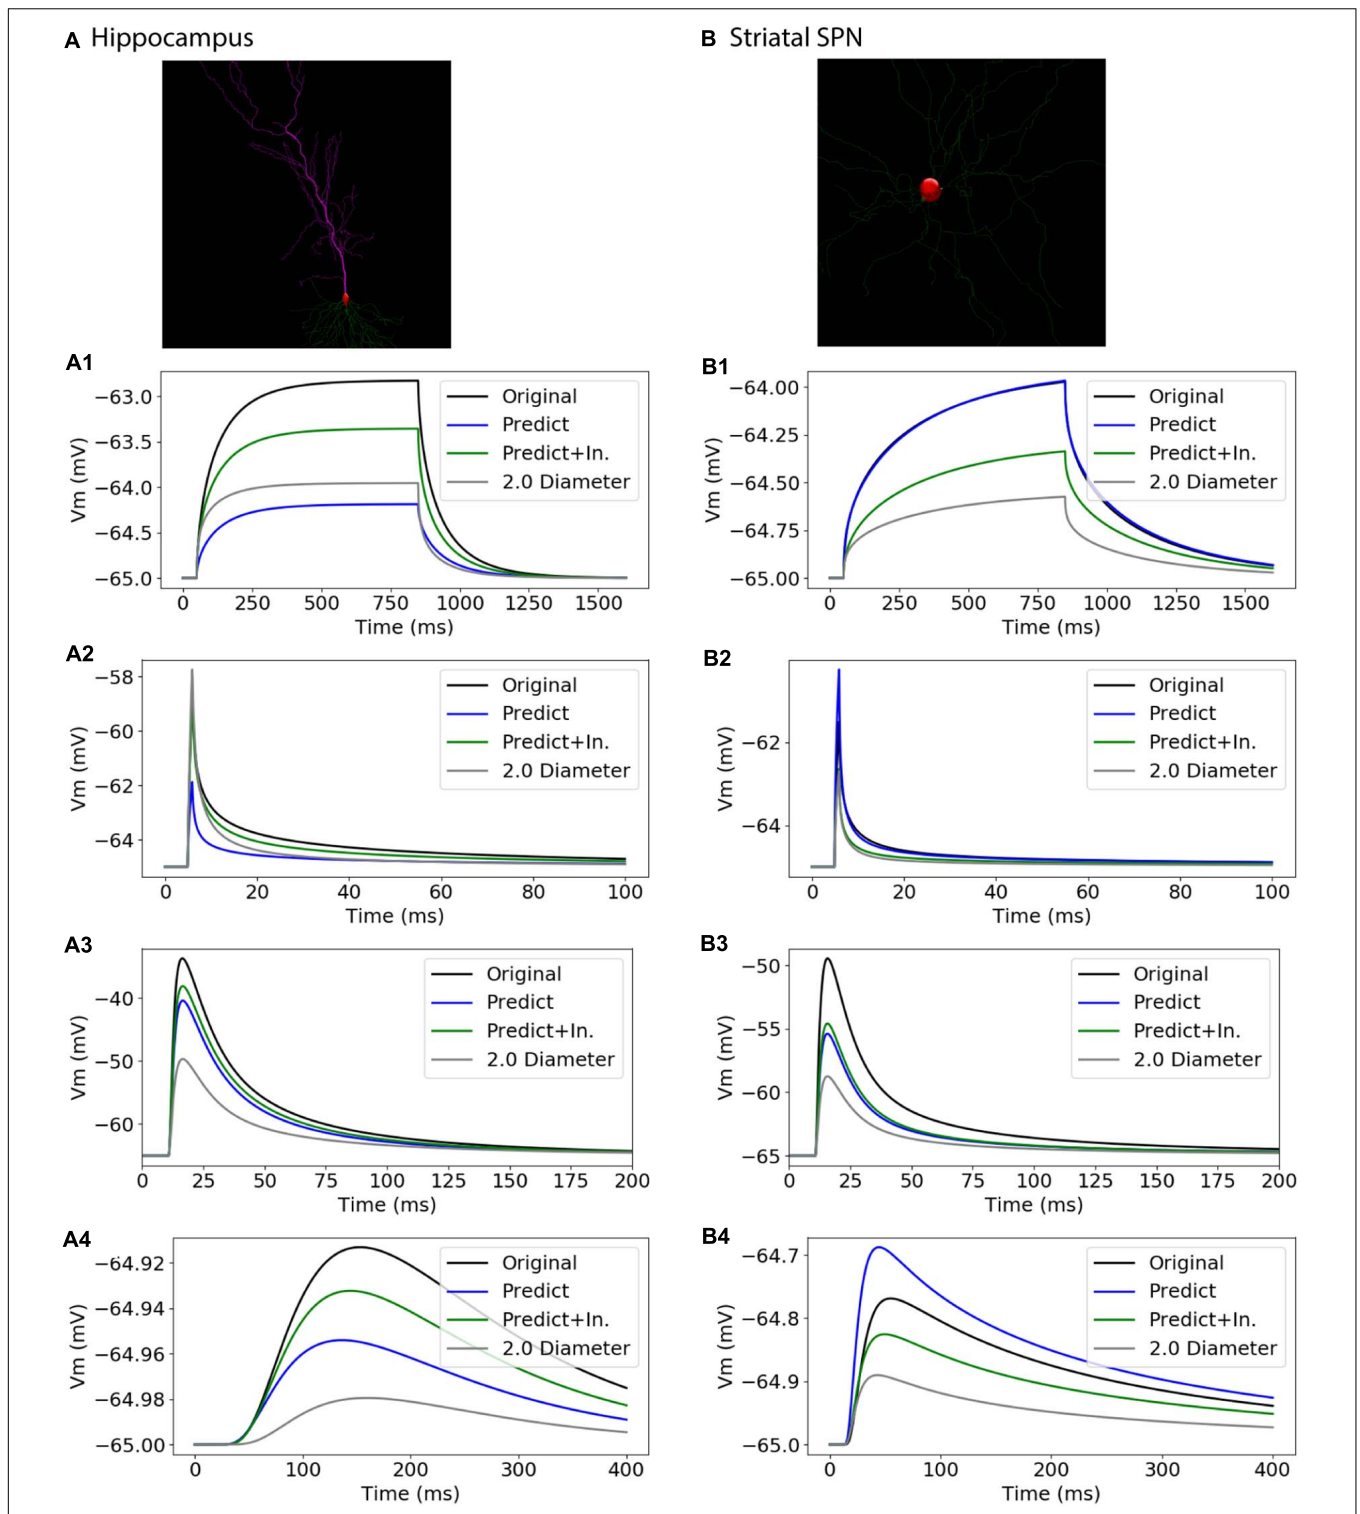 A Hippocampus
B Striatal SPN
A1
−63.0
−63.5
−64.0
−64.5
−65.0
Vm (mV)
0 250 500 750 1000 1250 1500
Time (ms)
Original
Predict
Predict+In.
2.0 Diameter
B1
−64.00
−64.25
−64.50
−64.75
−65.00
Vm (mV)
0 250 500 750 1000 1250 1500
Time (ms)
Original
Predict
Predict+In.
2.0 Diameter
A2
−58
−60
−62
−64
Vm (mV)
0 20 40 60 80 100
Time (ms)
Original
Predict
Predict+In.
2.0 Diameter
B2
−62
−64
Vm (mV)
0 20 40 60 80 100
Time (ms)
Original
Predict
Predict+In.
2.0 Diameter
A3
−40
−50
−60
Vm (mV)
0 25 50 75 100 125 150 175 200
Time (ms)
Original
Predict
Predict+In.
2.0 Diameter
B3
−50
−55
−60
−65
Vm (mV)
0 25 50 75 100 125 150 175 200
Time (ms)
Original
Predict
Predict+In.
2.0 Diameter
A4
−64.92
−64.94
−64.96
−64.98
−65.00
Vm (mV)
0 100 200 300 400
Time (ms)
Original
Predict
Predict+In.
2.0 Diameter
B4
−64.7
−64.8
−64.9
−65.0
Vm (mV)
0 100 200 300 400
Time (ms)
Original
Predict
Predict+In.
2.0 Diameter